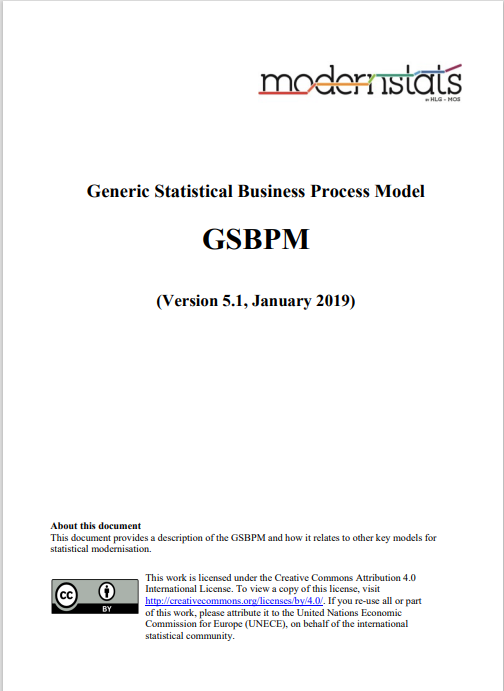 modernstats
BY HLG - MOS
Generic Statistical Business Process Model
GSBPM
(Version 5.1, January 2019)
About this document
This document provides a description of the GSBPM and how it relates to other key models for
statistical modernisation.
This work is licensed under the Creative Commons Attribution 4.0
International License. To view a copy of this license, visit
http://creativecommons.org/licenses/by/4.0/. If you re-use all or part
of this work, please attribute it to the United Nations Economic
Commission for Europe (UNECE), on behalf of the international
statistical community.
cc
BY